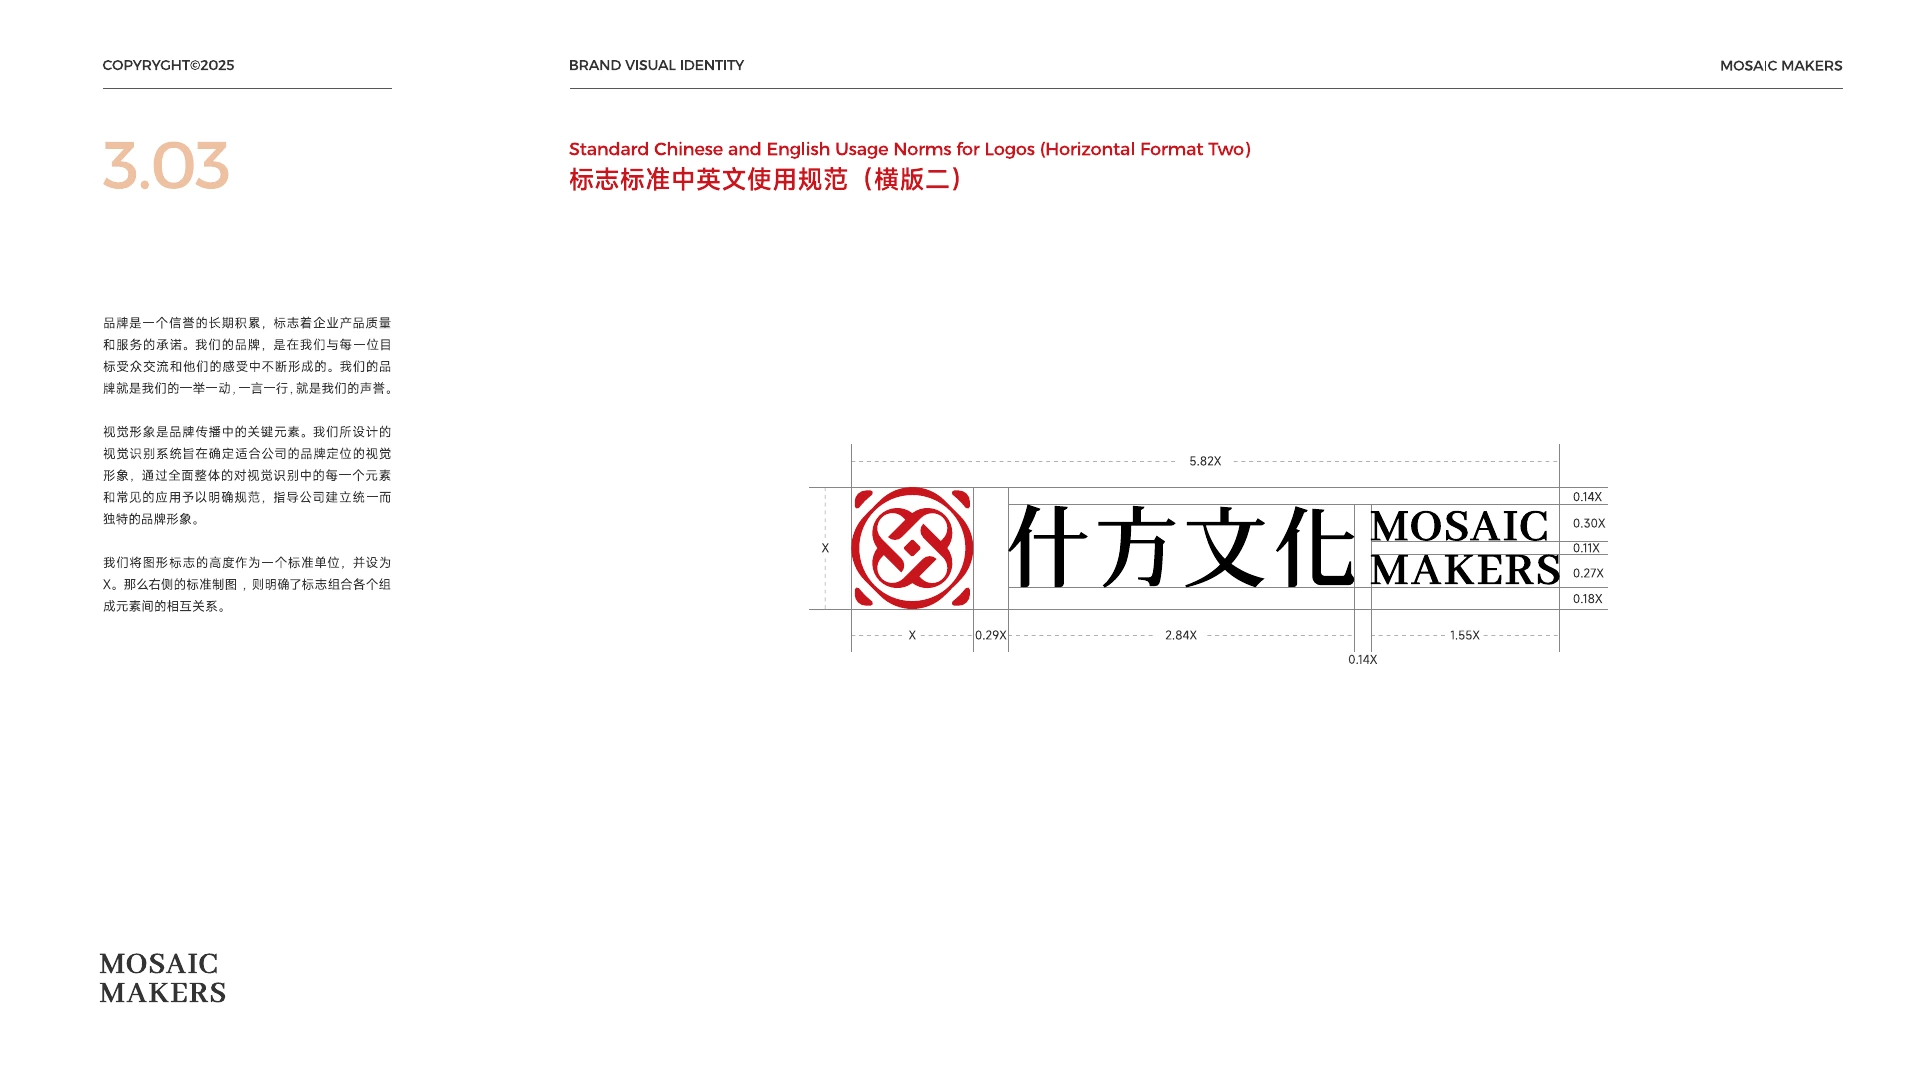 COPYRYGHT©2025
BRAND VISUAL IDENTITY
MOSAIC MAKERS
3.03
Standard Chinese and English Usage Norms for Logos (Horizontal Format Two)
标志标准中英文使用规范（横版二）
品牌是一个信誉的长期积累，标志着企业产品质量
和服务的承诺。我们的品牌，是在我们与每一位目
标受众交流和他们的感受中不断形成的。我们的品
牌就是我们的一举一动，一言一行，就是我们的声誉。
视觉形象是品牌传播中的关键元素。我们所设计的
视觉识别系统旨在确定适合公司的品牌定位的视觉
形象，通过全面整体的对视觉识别中的每一个元素
和常见的应用予以明确规范，指导公司建立统一而
独特的品牌形象。
我们将图形标志的高度作为一个标准单位，并设为
X。那么右侧的标准制图，则明确了标志组合各个组
成元素间的相互关系。
5.82X
X
什方文化
MOSAIC
MAKERS
0.14X
0.30X
0.11X
0.27X
0.18X
X
0.29X
2.84X
0.14X
1.55X
MOSAIC
MAKERS